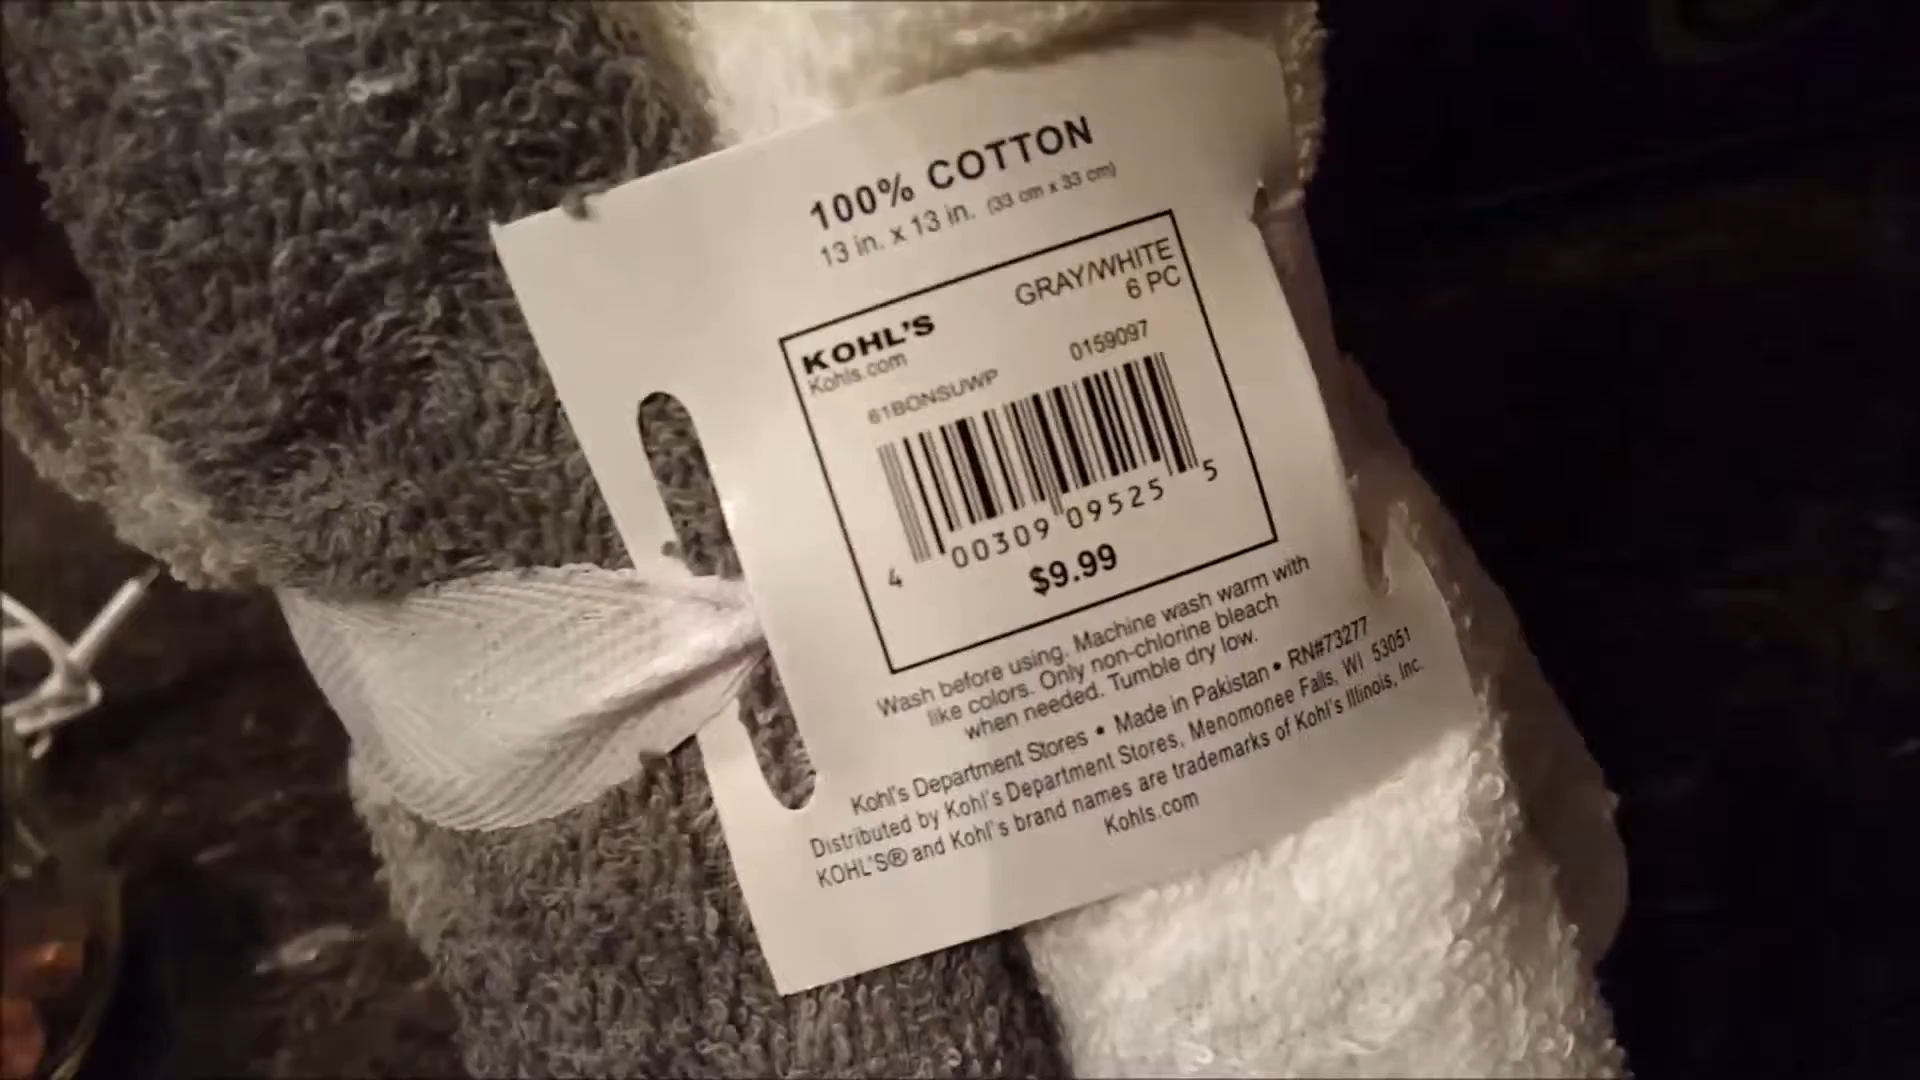 100% COTTON
13 in. x 13 in. (33 cm x 33 cm)
GRAY/WHITE
6 PC
KOHL'S
Kohls.com
61BONSUWP
0159097
4 00309 09525 5
$9.99
Wash before using. Machine wash warm with
like colors. Only non-chlorine bleach
when needed. Tumble dry low.
Kohl's Department Stores • Made in Pakistan • RN#73277
Distributed by Kohl's Department Stores, Menomonee Falls, WI 53051
KOHL'S® and Kohl's brand names are trademarks of Kohl's Illinois, Inc.
Kohls.com